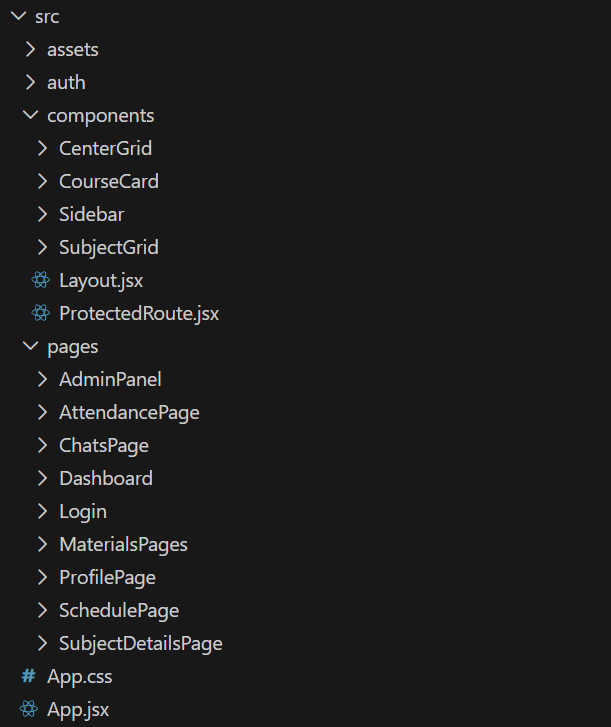 src
assets
auth
components
CenterGrid
CourseCard
Sidebar
SubjectGrid
Layout.jsx
ProtectedRoute.jsx
pages
AdminPanel
AttendancePage
ChatsPage
Dashboard
Login
MaterialsPages
ProfilePage
SchedulePage
SubjectDetailsPage
# App.css
App.jsx